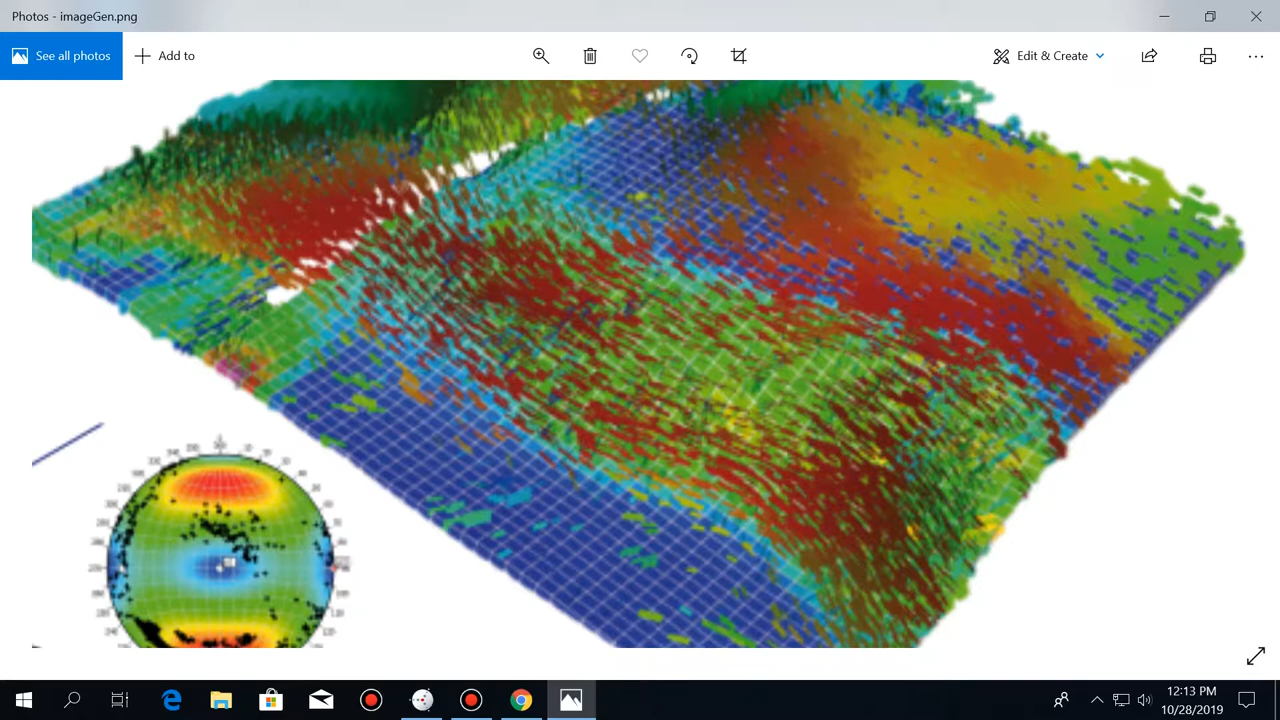 Photos - imageGen.png
See all photos
Add to
Edit & Create
12:13 PM
10/28/2019